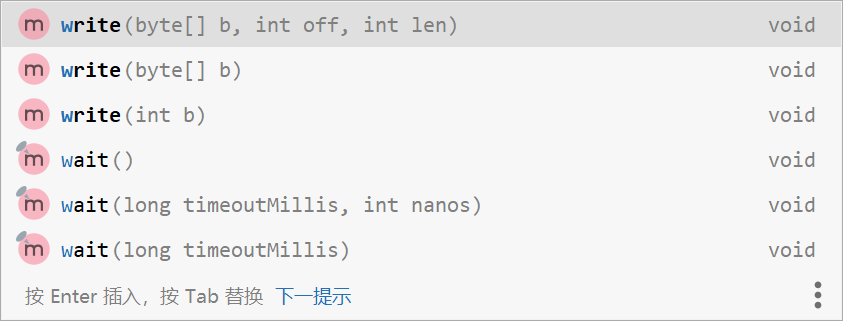 m write(byte[] b, int off, int len) void
m write(byte[] b) void
m write(int b) void
m wait() void
m wait(long timeoutMillis, int nanos) void
m wait(long timeoutMillis) void
按 Enter 插入，按 Tab 替换 下一提示